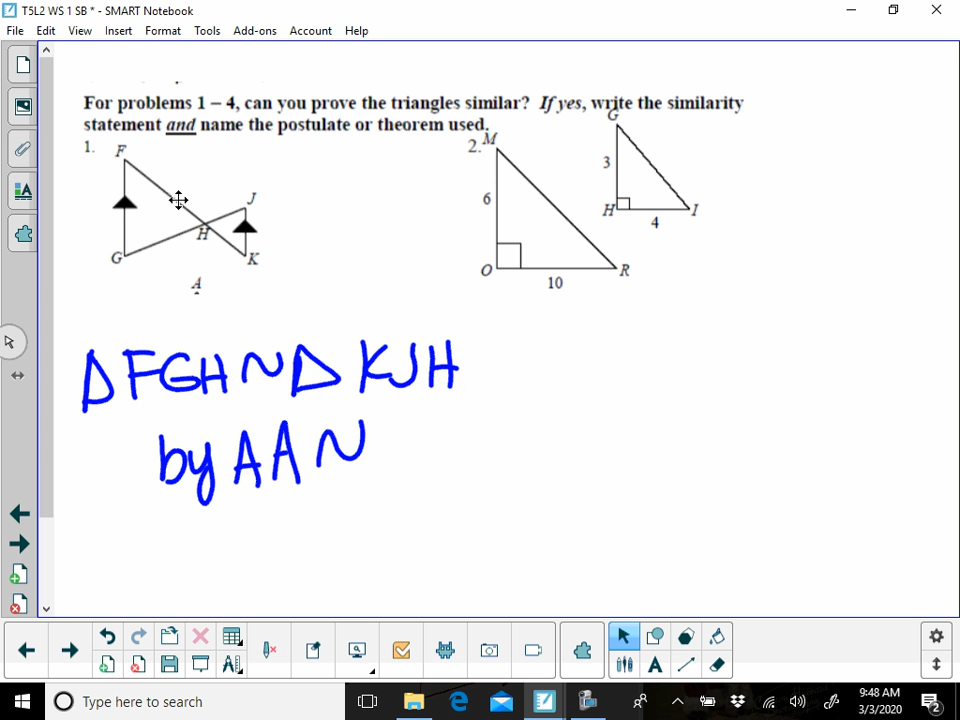 T5L2 WS 1 SB * - SMART Notebook
File Edit View Insert Format Tools Add-ons Account Help
For problems 1 – 4, can you prove the triangles similar? If yes, write the similarity
statement and name the postulate or theorem used.
1.
F
J
H
G
K
A
2.
M
6
O
R
10
G
3
H
I
4
Δ FGH ~ Δ KJH
by AA ~
Type here to search
9:48 AM
3/3/2020
2